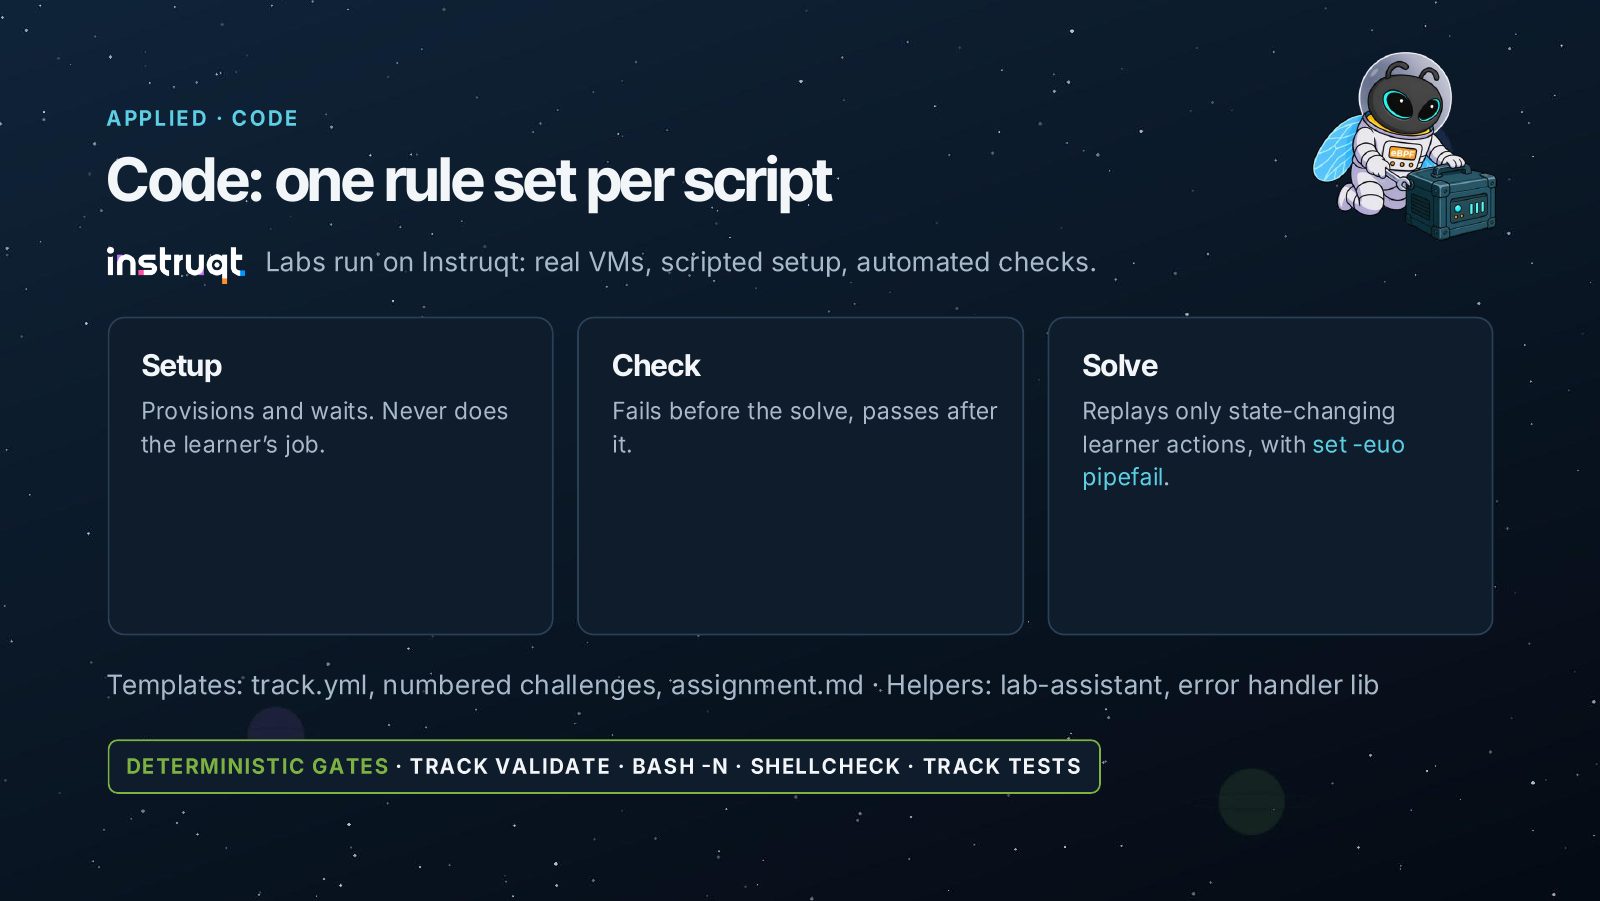 APPLIED · CODE
Code: one rule set per script
eBPF
instruqt Labs run on Instruqt: real VMs, scripted setup, automated checks.
Setup
Provisions and waits. Never does
the learner’s job.
Check
Fails before the solve, passes after
it.
Solve
Replays only state-changing
learner actions, with set -euo
pipefail.
Templates: track.yml, numbered challenges, assignment.md · Helpers: lab-assistant, error handler lib
DETERMINISTIC GATES · TRACK VALIDATE · BASH -N · SHELLCHECK · TRACK TESTS